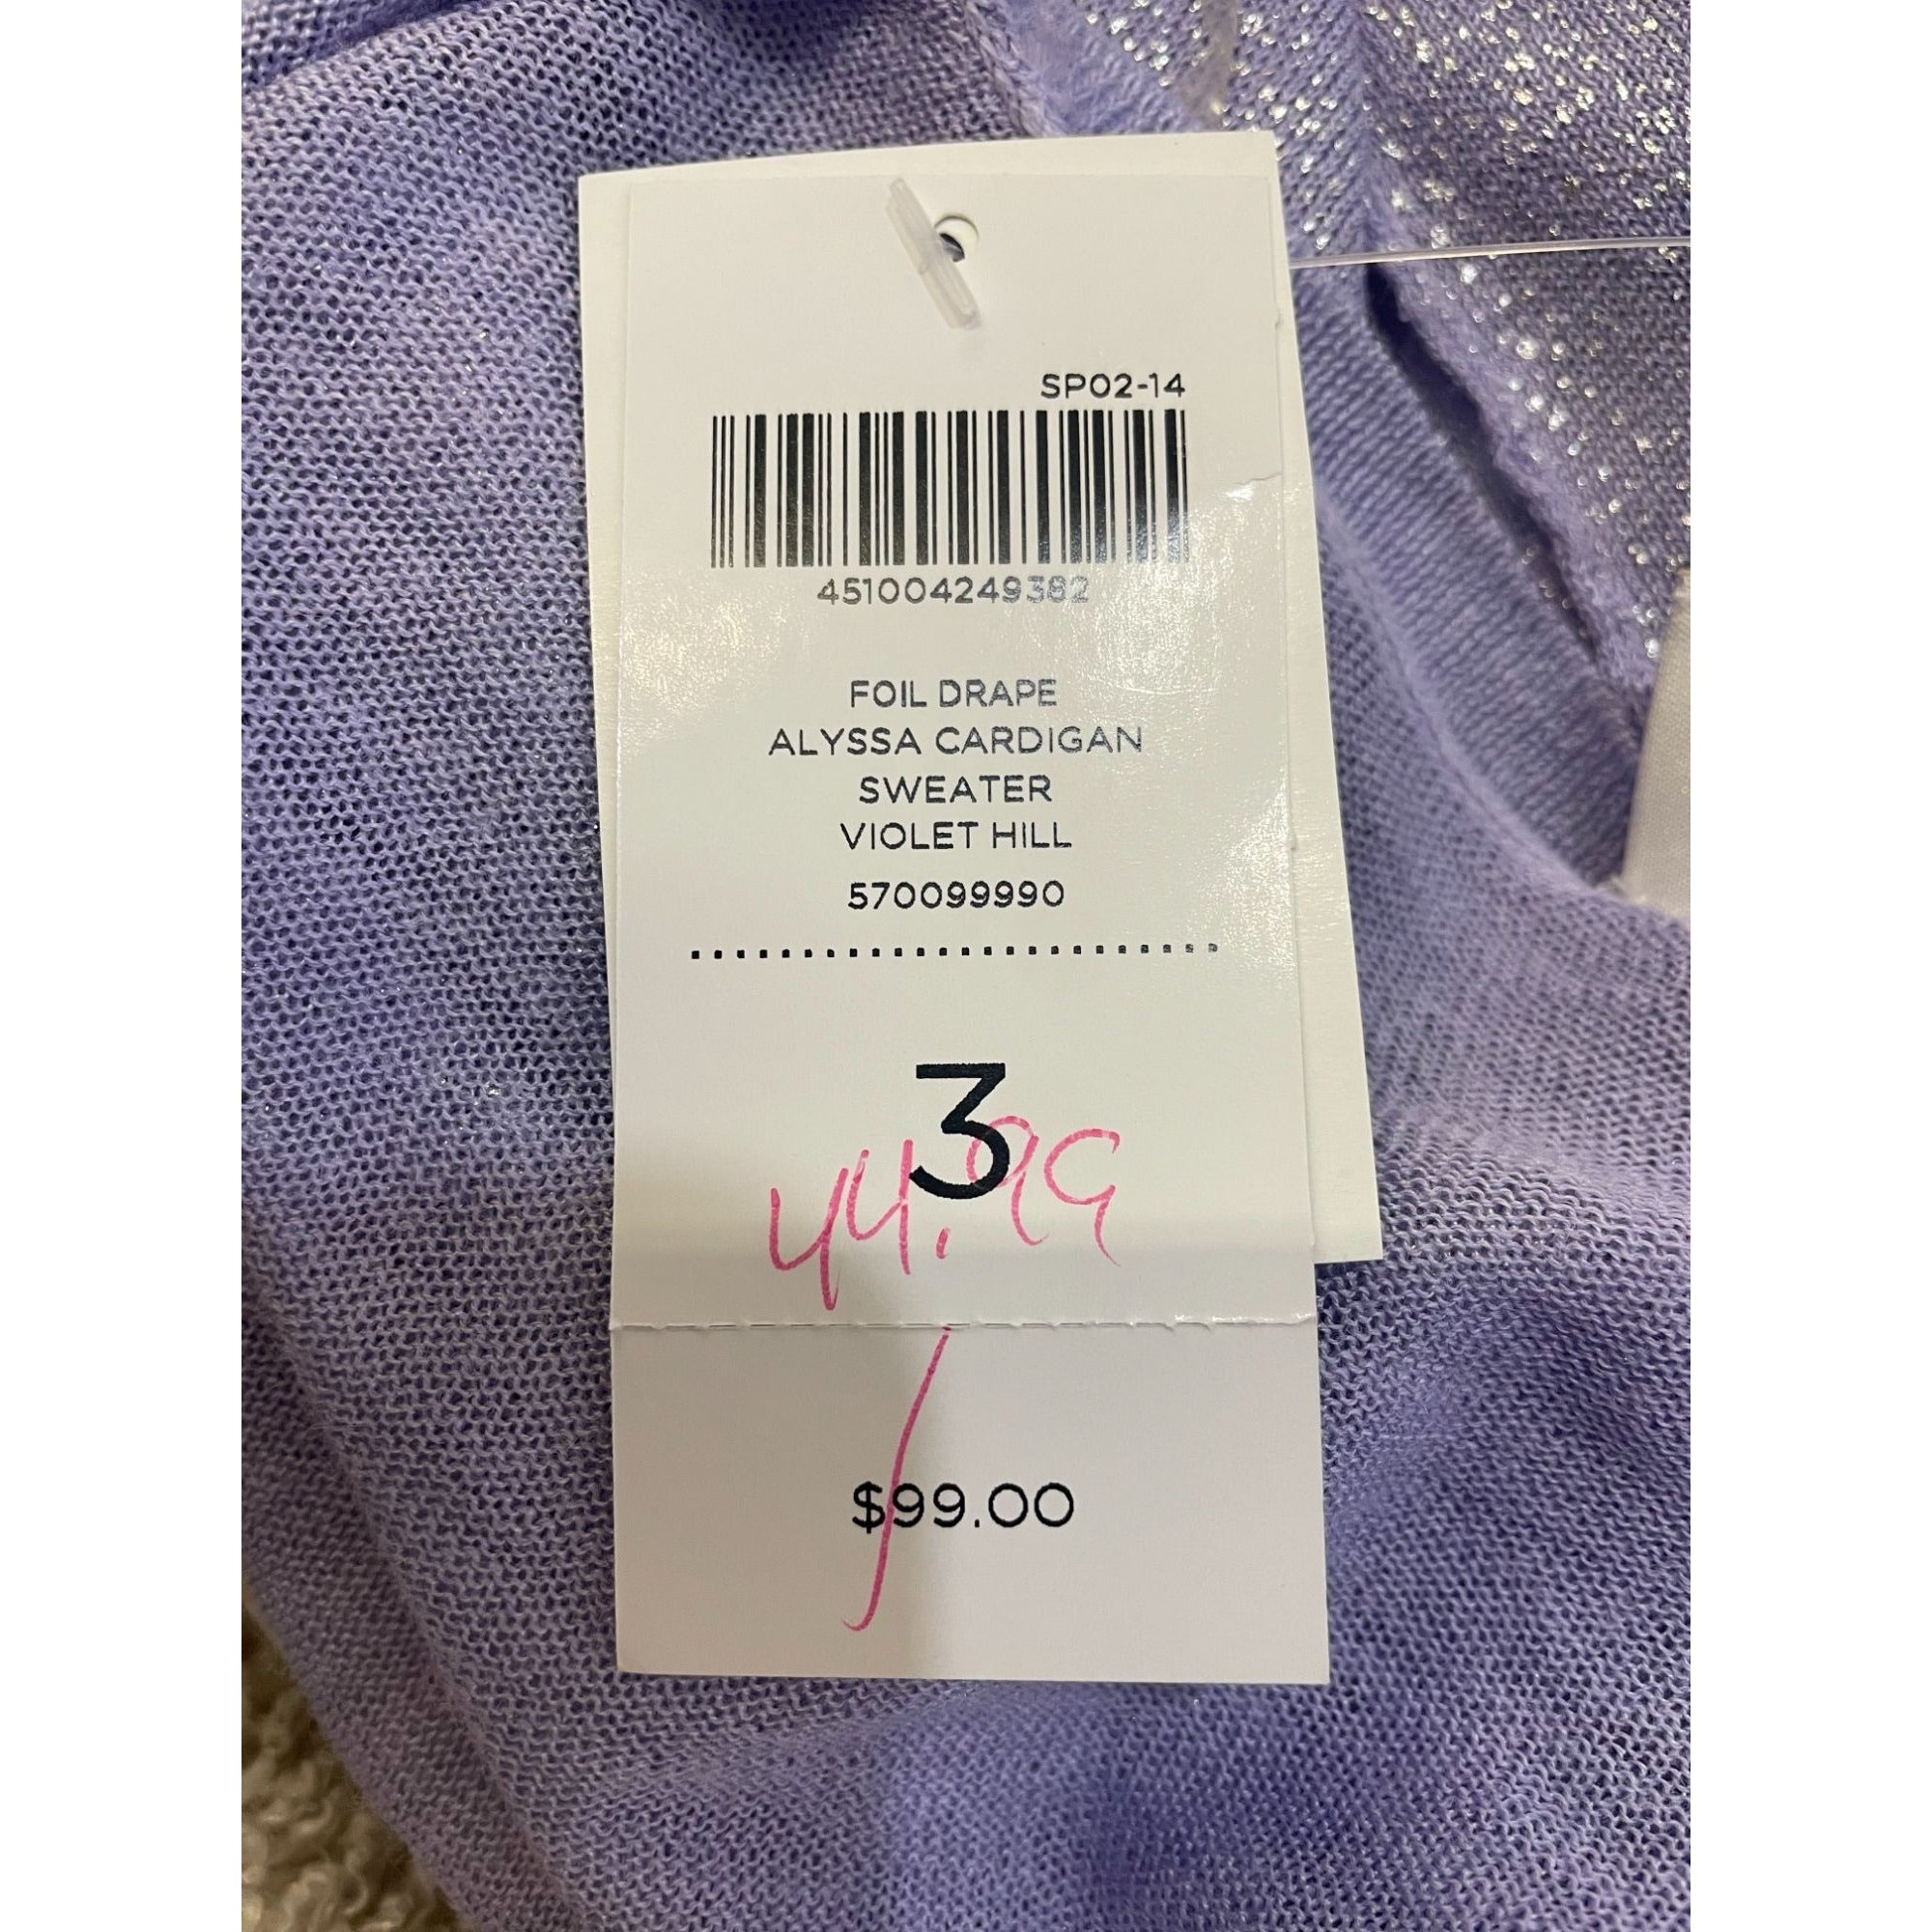 SP02-14
451004249382
FOIL DRAPE
ALYSSA CARDIGAN
SWEATER
VIOLET HILL
570099990
3
44.99
$99.00